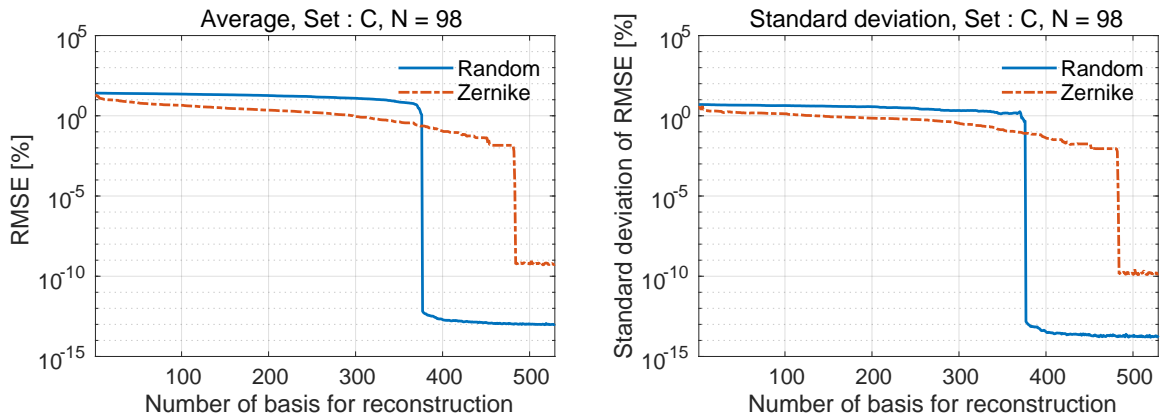 Average, Set : C, N = 98
RMSE [%]
10^5
10^0
10^-5
10^-10
10^-15
Random
Zernike
100 200 300 400 500
Number of basis for reconstruction
Standard deviation, Set : C, N = 98
Standard deviation of RMSE [%]
10^5
10^0
10^-5
10^-10
10^-15
Random
Zernike
100 200 300 400 500
Number of basis for reconstruction